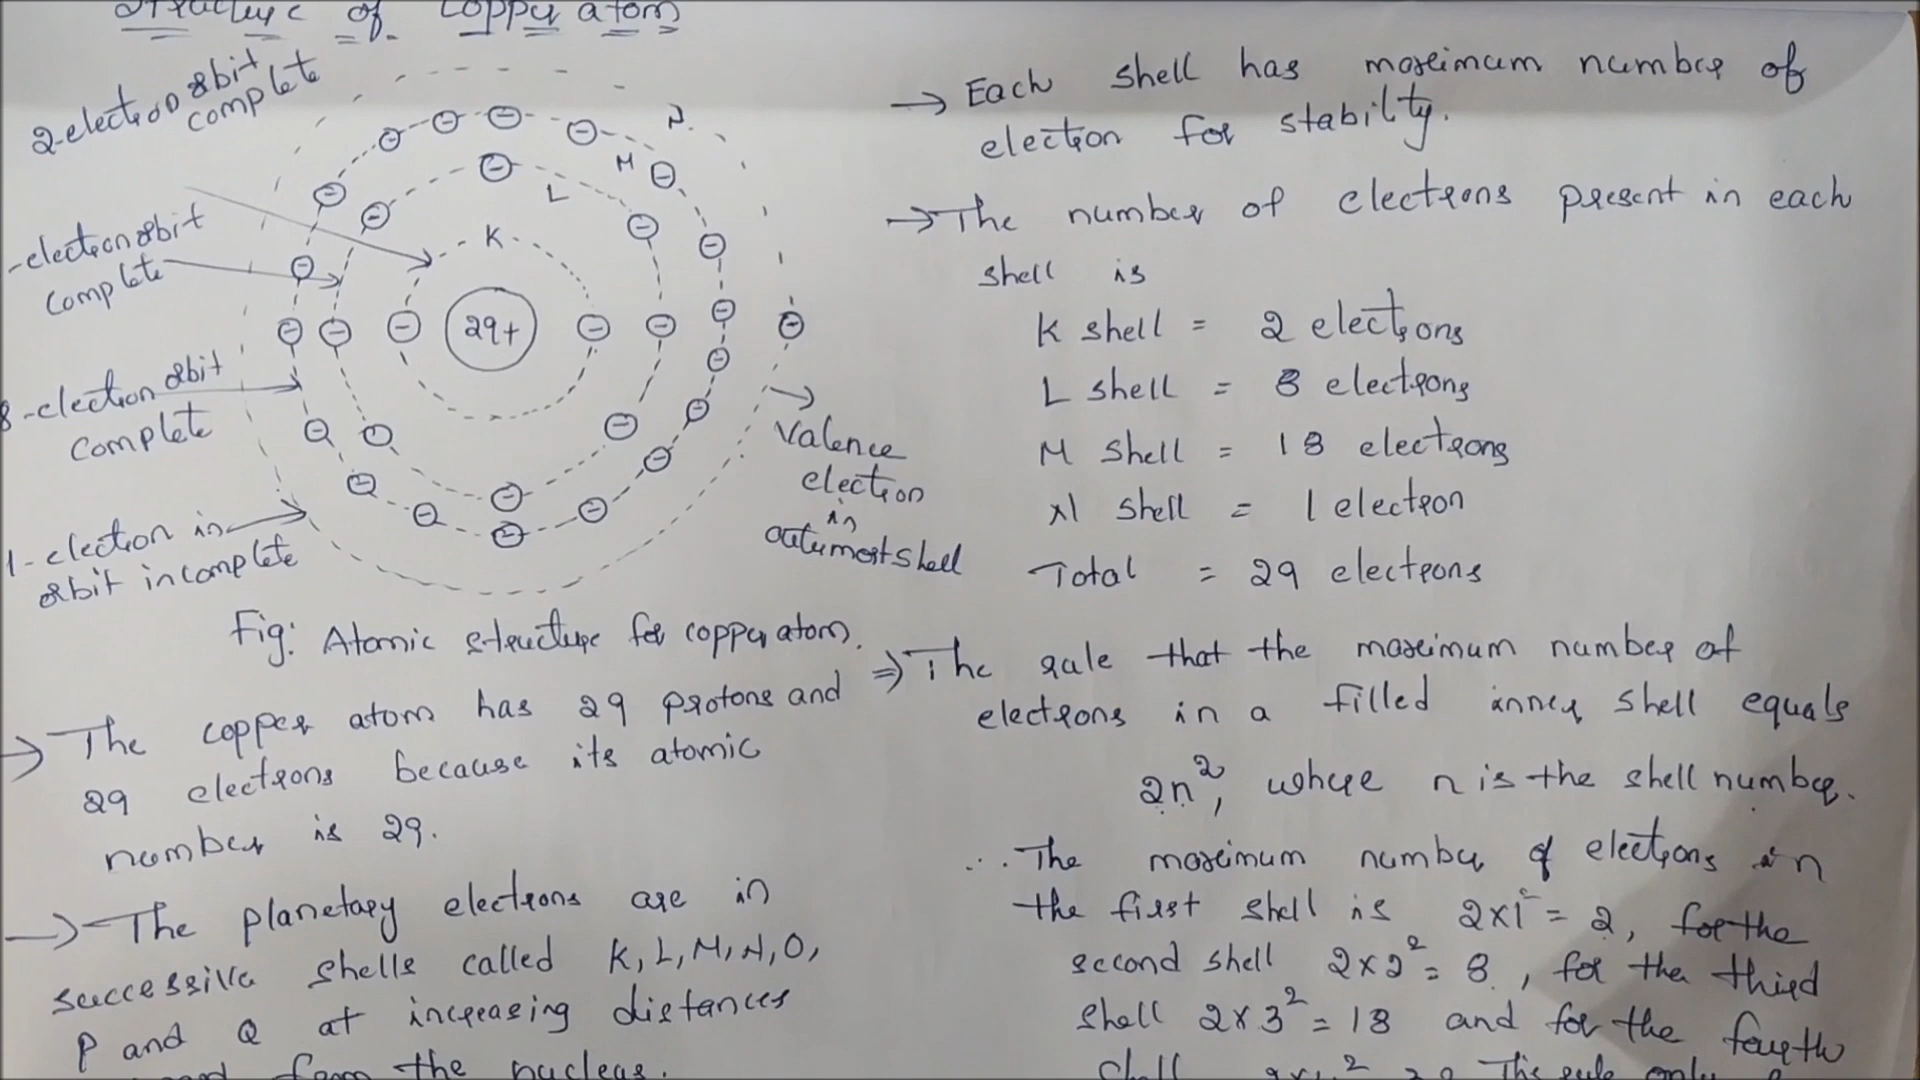 Structure of Copper atom
2-electron orbit
complete
-electron orbit
complete
8-electron orbit
complete
1-electron in
orbit incomplete
K
L
M
N
29+
Valence
electron
in
outermost shell
Fig: Atomic structure for copper atom.
→ The copper atom has 29 protons and
29 electrons because its atomic
number is 29.
→ The planetary electrons are in
successive shells called K, L, M, N, O,
P and Q at increasing distances
from the nucleus.
→ Each shell has maximum number of
electron for stability.
→ The number of electrons present in each
shell is
K shell = 2 electrons
L shell = 8 electrons
M shell = 18 electrons
N shell = 1 electron
Total = 29 electrons
⇒ The rule that the maximum number of
electrons in a filled inner shell equals
2n², where n is the shell number.
∴ The maximum number of electrons in
the first shell is 2×1² = 2, for the
second shell 2×2² = 8, for the third
shell 2×3² = 18 and for the fourth
shell This rule only